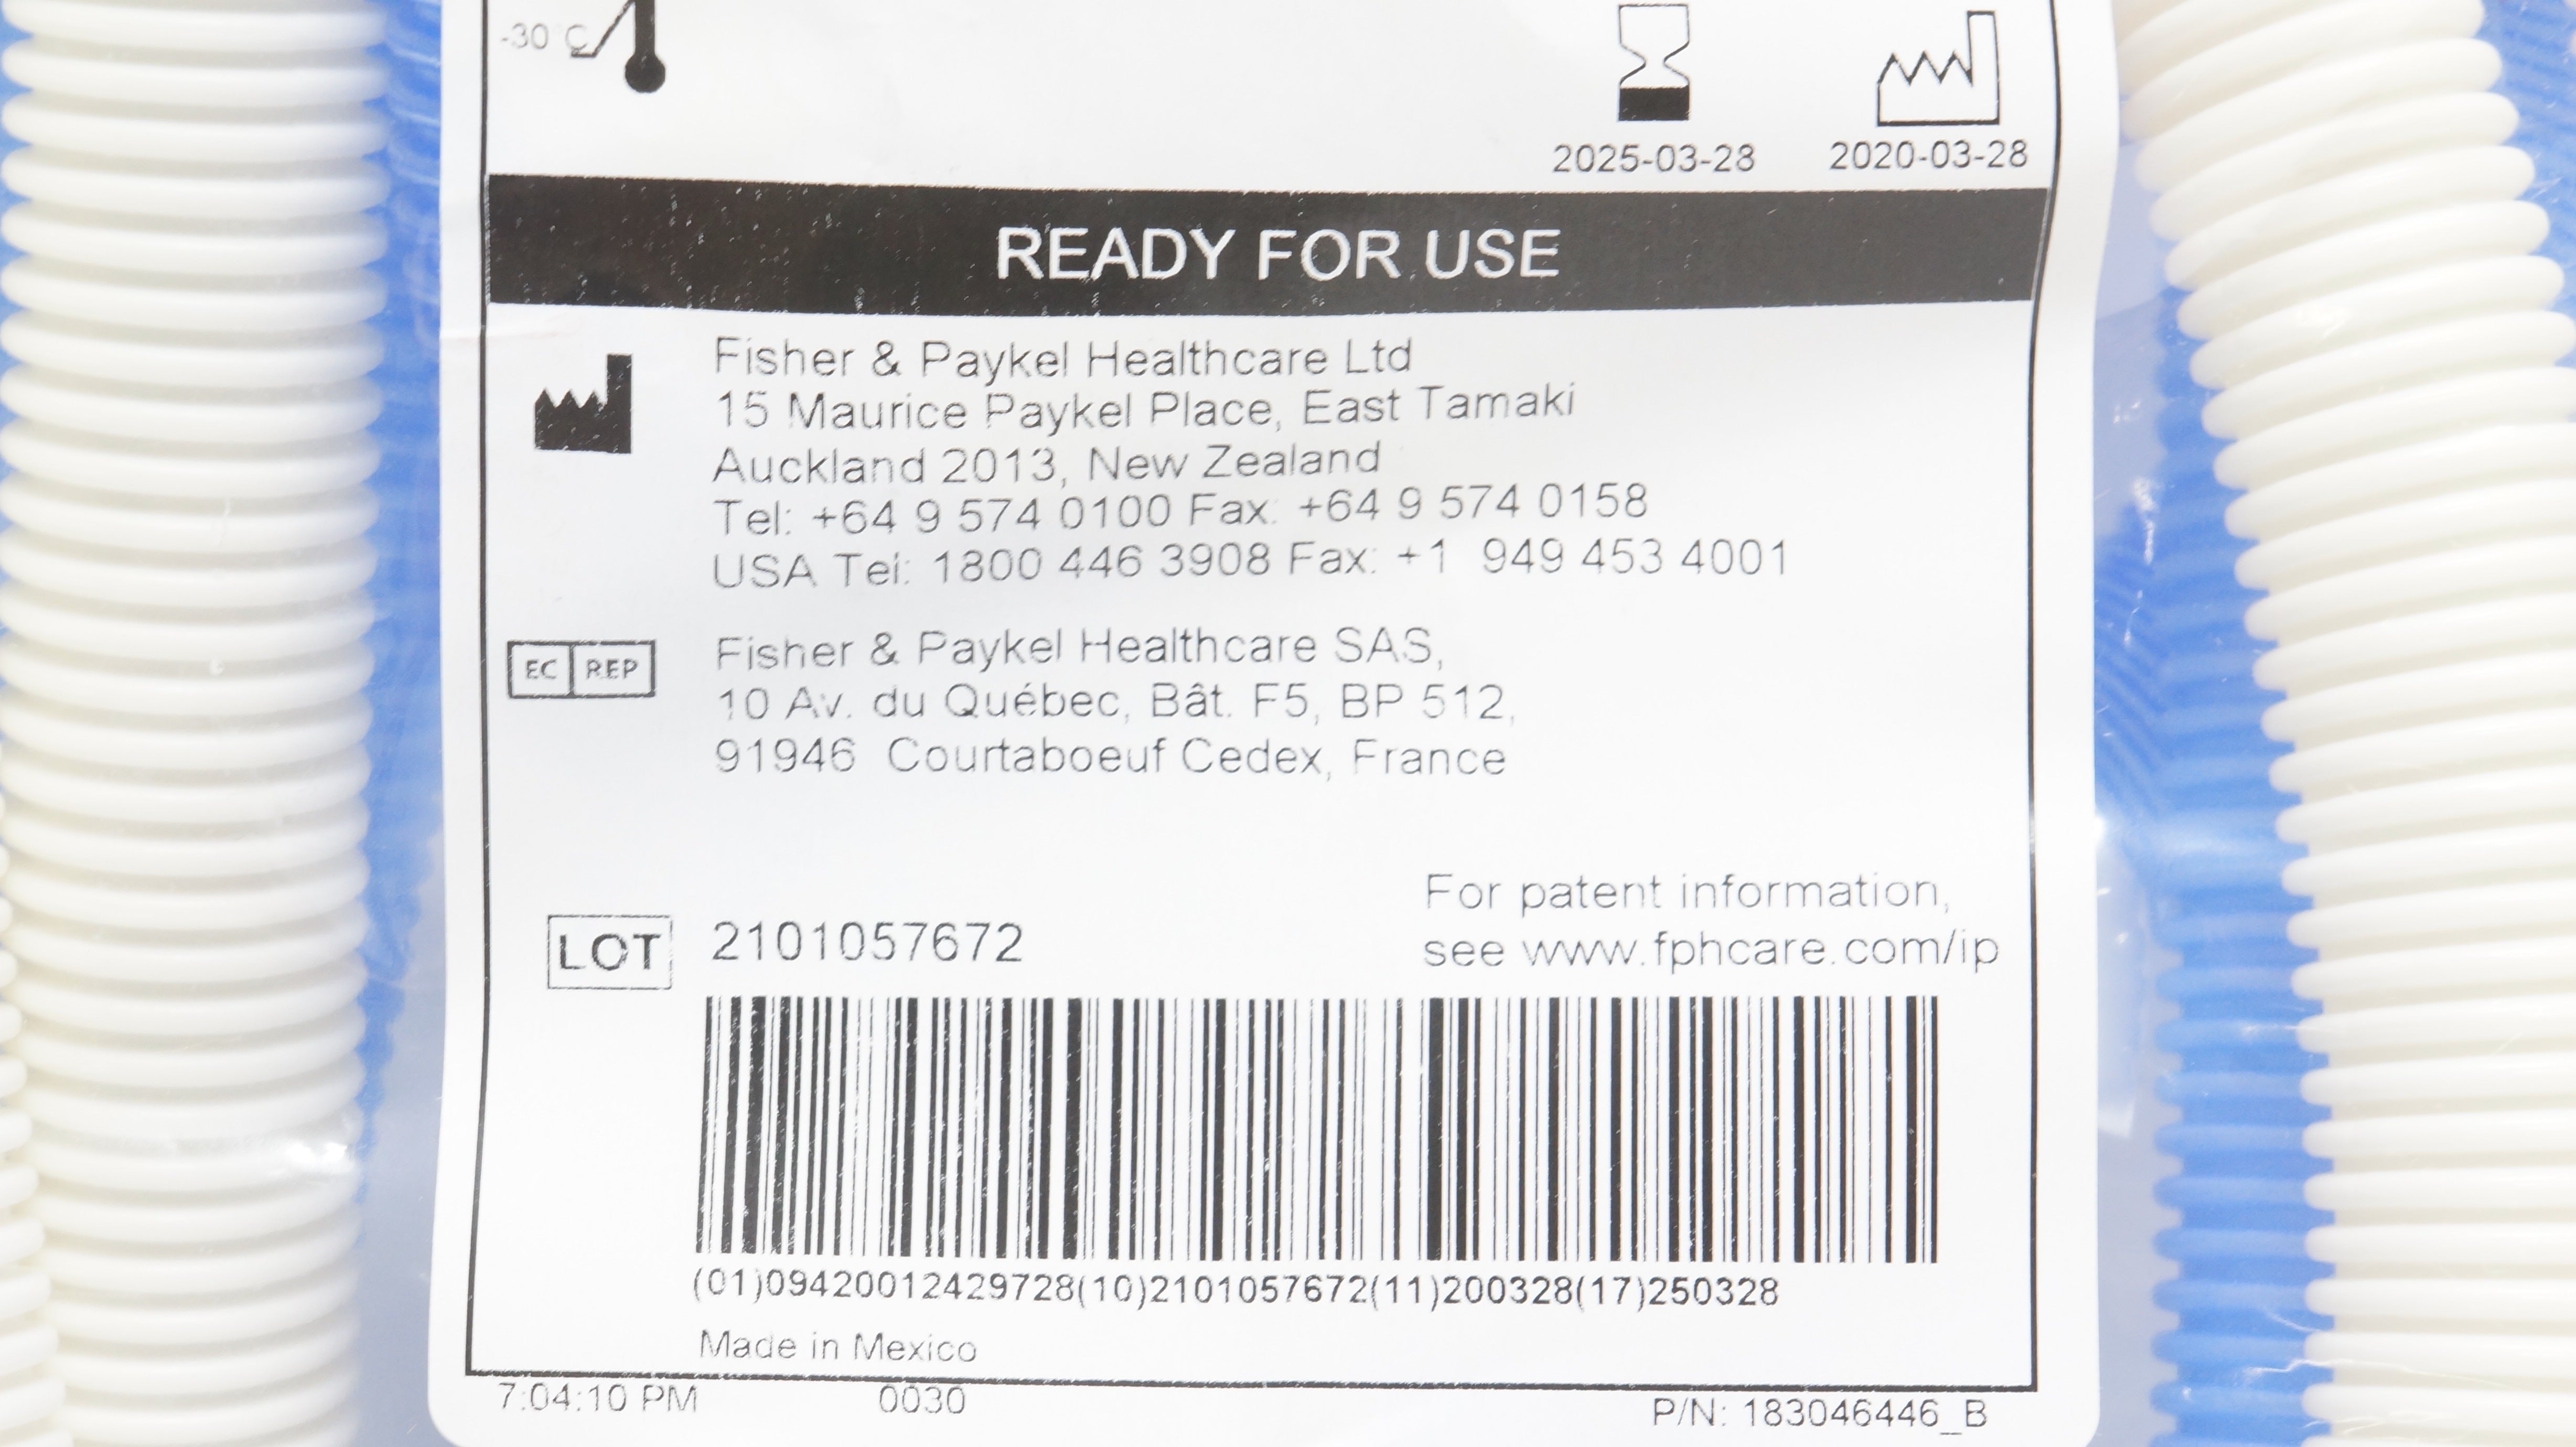 -30 C
2025-03-28 2020-03-28
READY FOR USE
Fisher & Paykel Healthcare Ltd
15 Maurice Paykel Place, East Tamaki
Auckland 2013, New Zealand
Tel: +64 9 574 0100 Fax: +64 9 574 0158
USA Tel: 1800 446 3908 Fax: +1 949 453 4001
EC REP
Fisher & Paykel Healthcare SAS,
10 Av. du Québec, Bât. F5, BP 512,
91946 Courtaboeuf Cedex, France
For patent information,
see www.fphcare.com/ip
LOT 2101057672
(01)09420012429728(10)2101057672(11)200328(17)250328
Made in Mexico
7:04:10 PM 0030 P/N: 183046446_B